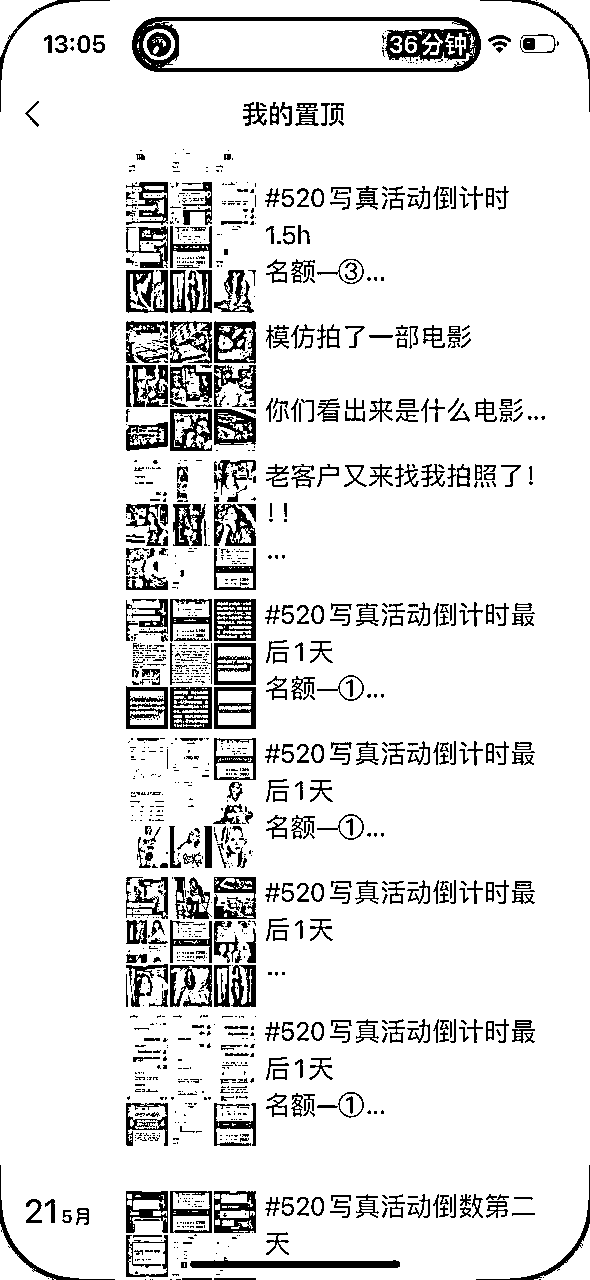 13:05
36分钟
我的置顶
#520写真活动倒计时
1.5h
名额—③...
模仿拍了一部电影
你们看出来是什么电影...
老客户又来找我拍照了！
！！
...
#520写真活动倒计时最
后1天
名额—①...
#520写真活动倒计时最
后1天
名额—①...
#520写真活动倒计时最
后1天
...
#520写真活动倒计时最
后1天
名额—①...
21 5月
#520写真活动倒数第二
天